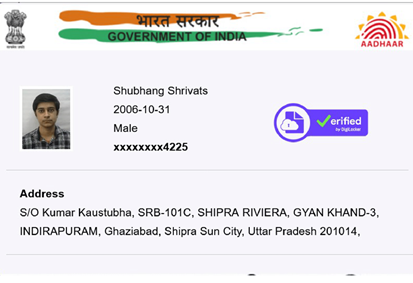 भारत सरकार
GOVERNMENT OF INDIA
AADHAAR
Shubhang Shrivats
2006-10-31
Male
xxxxxxxx4225
Verified
by DigiLocker
Address
S/O Kumar Kaustubha, SRB-101C, SHIPRA RIVIERA, GYAN KHAND-3,
INDIRAPURAM, Ghaziabad, Shipra Sun City, Uttar Pradesh 201014,